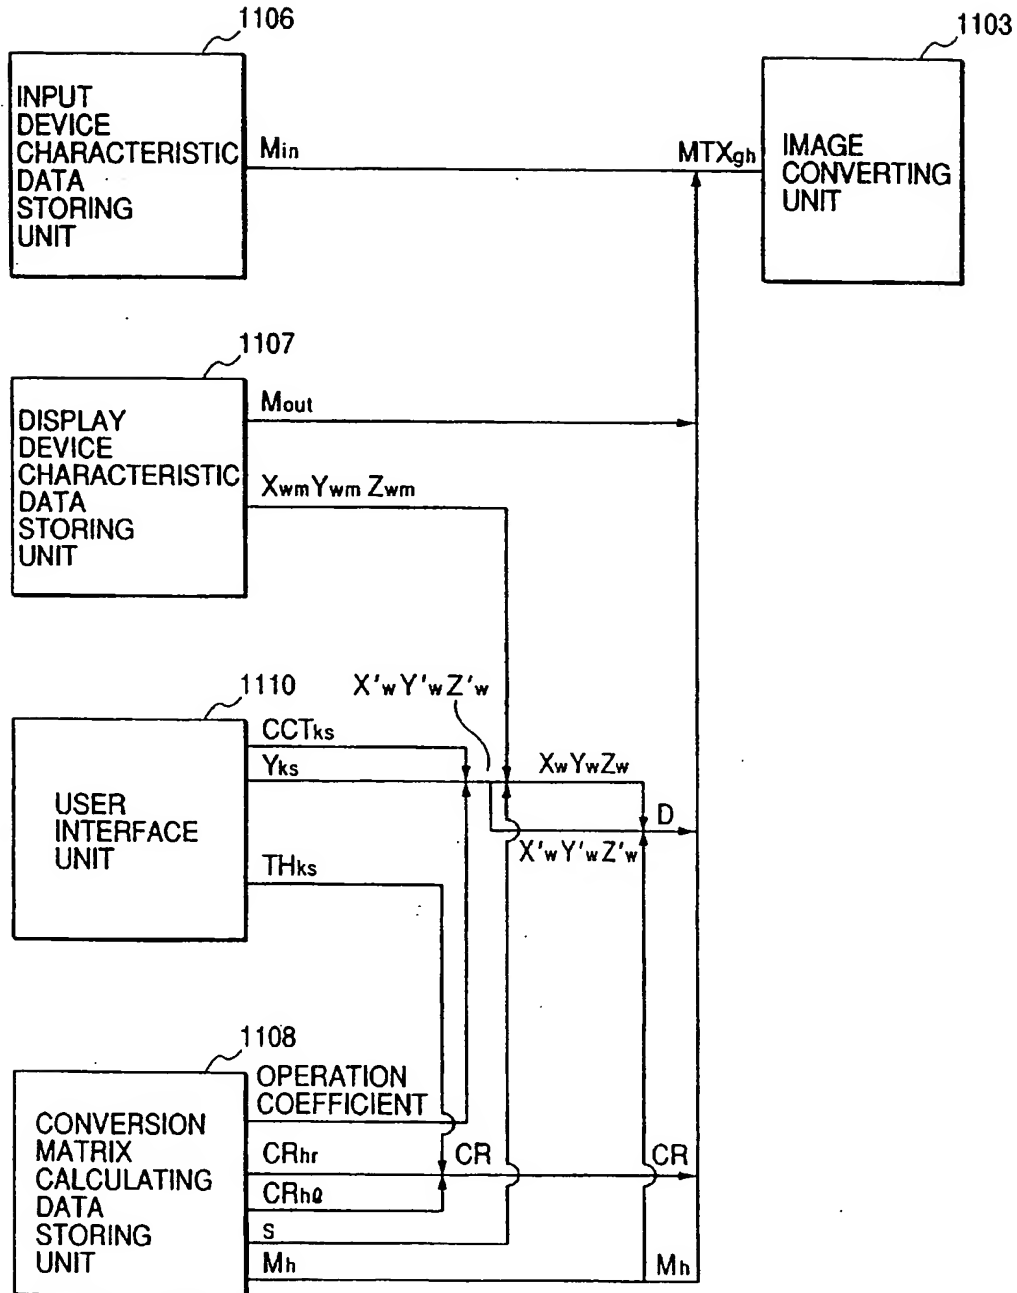 1106
INPUT
DEVICE
CHARACTERISTIC
DATA
STORING
UNIT
Min
MTXgh
1103
IMAGE
CONVERTING
UNIT
1107
DISPLAY
DEVICE
CHARACTERISTIC
DATA
STORING
UNIT
Mout
XwmYwm Zwm
1110
USER
INTERFACE
UNIT
CCTks
Yks
THks
X'wY'wZ'w
XwYwZw
D
X'wY'wZ'w
1108
CONVERSION
MATRIX
CALCULATING
DATA
STORING
UNIT
OPERATION
COEFFICIENT
CRhr
CR
CR
CRhℓ
s
Mh
Mh